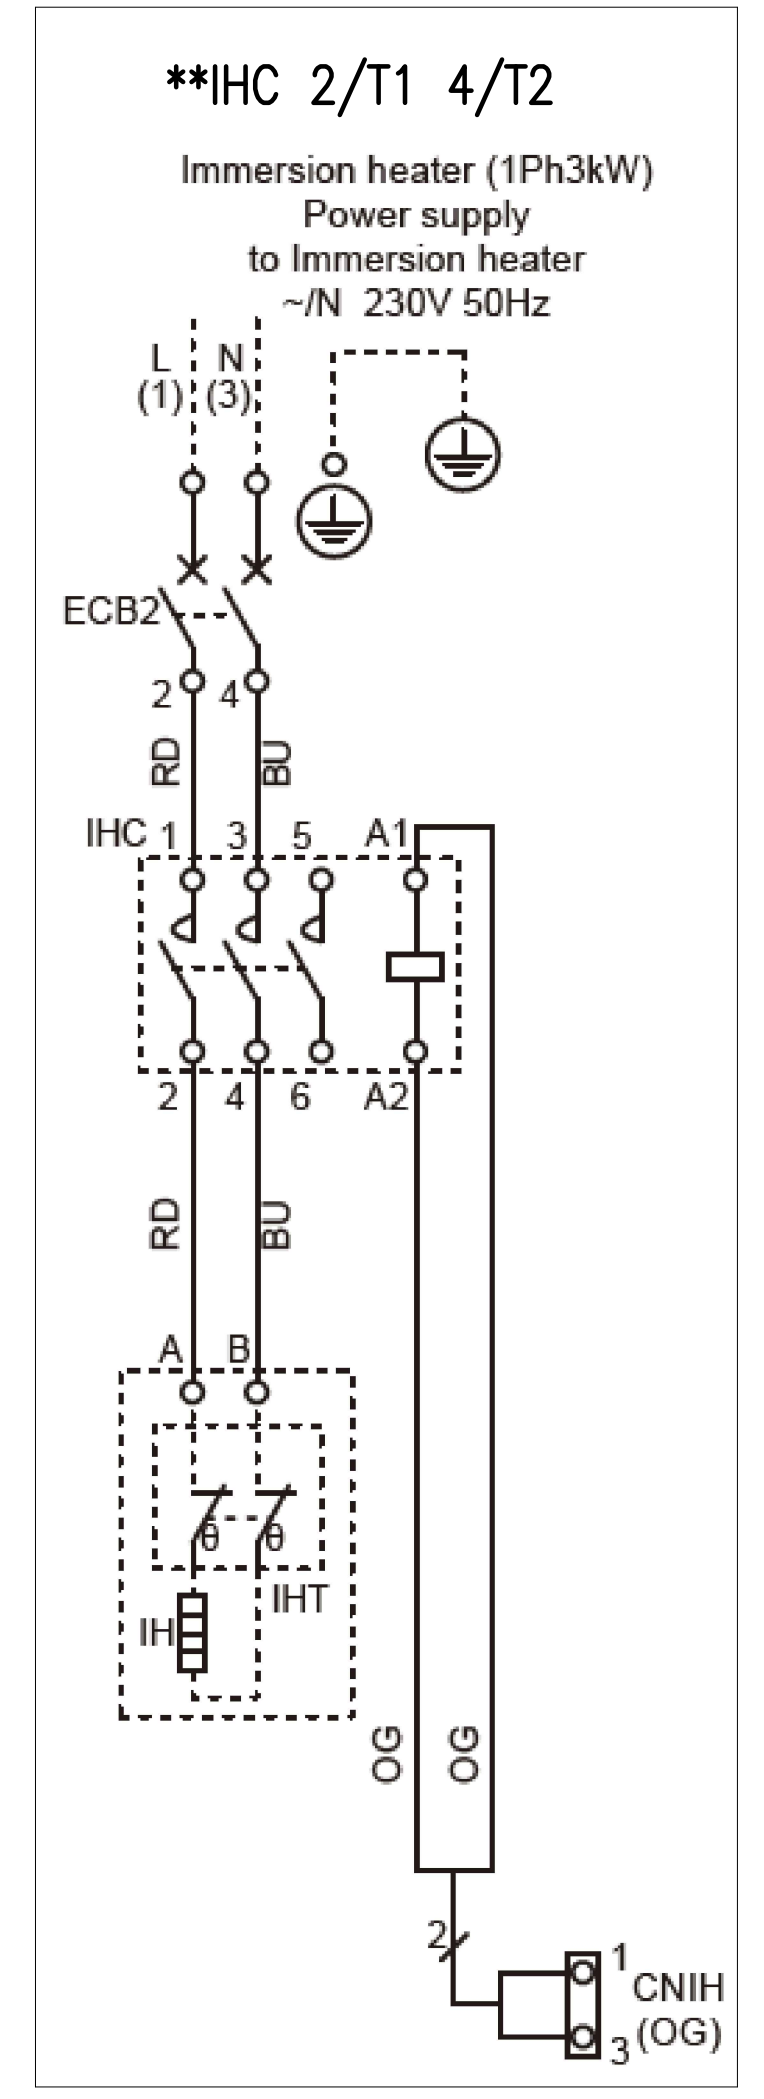 **IHC 2/T1 4/T2
Immersion heater (1Ph3kW)
Power supply
to Immersion heater
~/N 230V 50Hz
L N
(1) (3)
ECB2
2 4
RD BU
IHC 1 3 5 A1
2 4 6 A2
RD BU
A B
θ θ
IHT
IH
OG OG
2
1
CNIH
(OG)
3